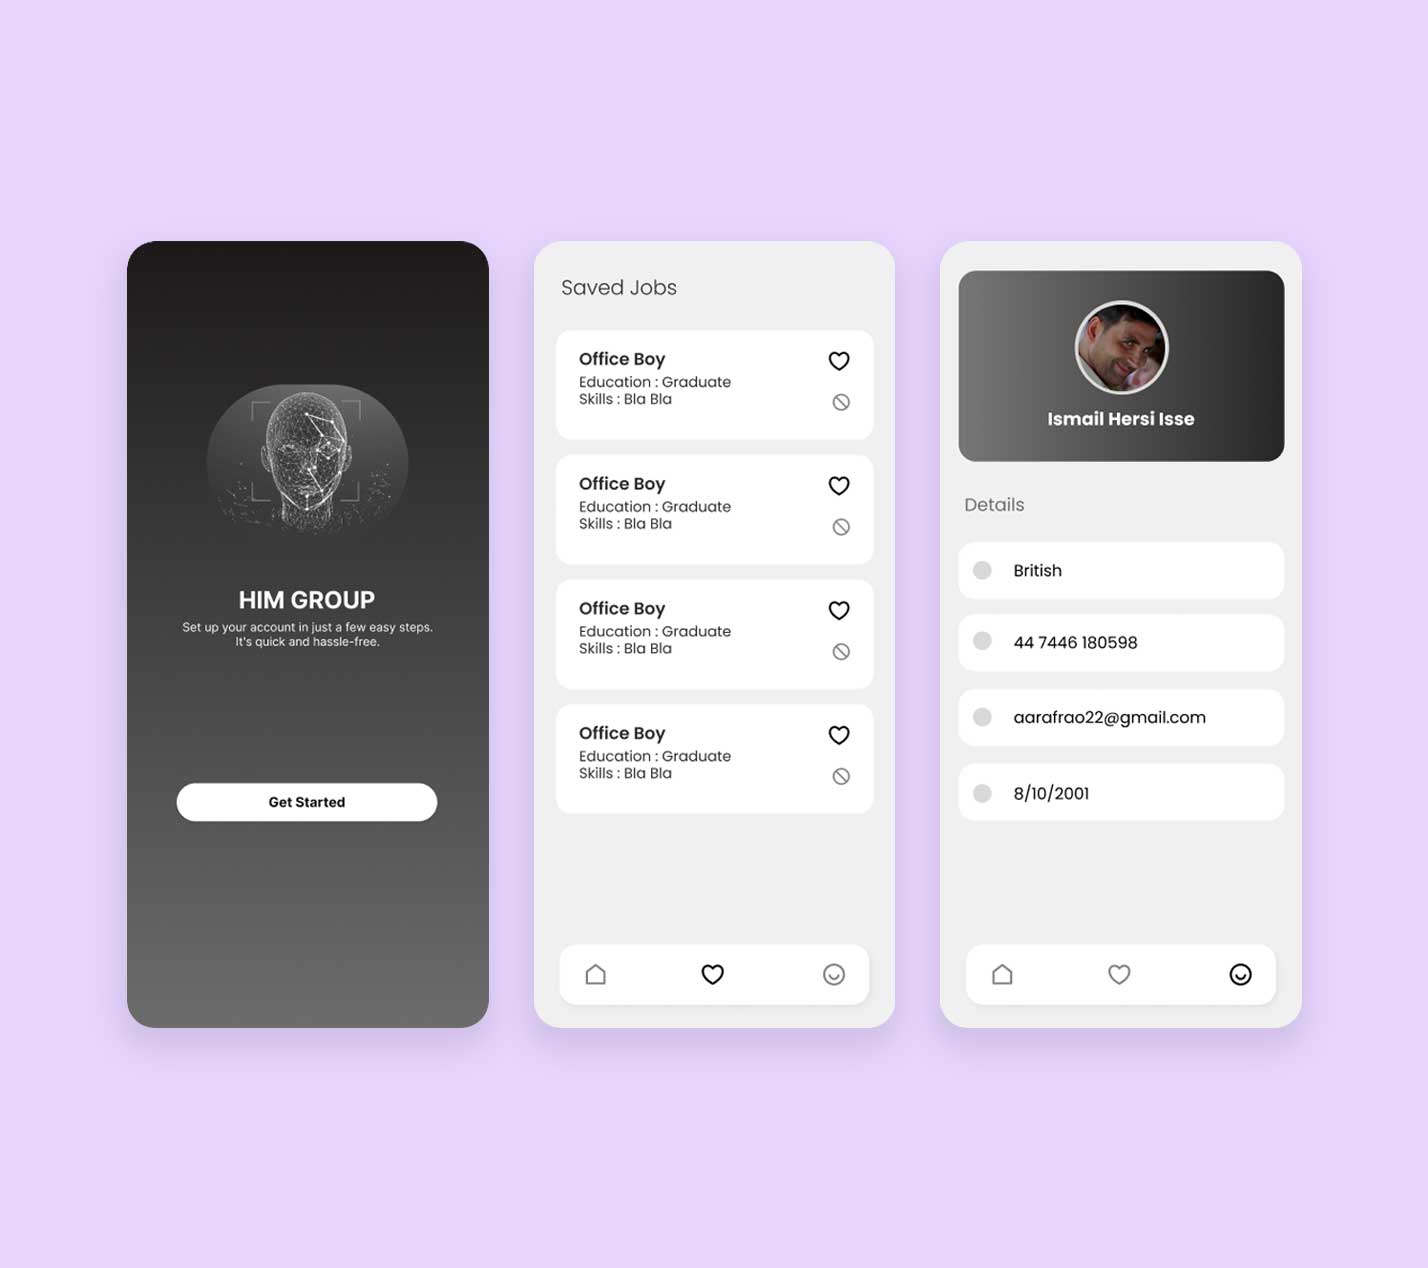 HIM GROUP
Set up your account in just a few easy steps.
It's quick and hassle-free.
Get Started
Saved Jobs
Office Boy
Education : Graduate
Skills : Bla Bla
Office Boy
Education : Graduate
Skills : Bla Bla
Office Boy
Education : Graduate
Skills : Bla Bla
Office Boy
Education : Graduate
Skills : Bla Bla
Ismail Hersi Isse
Details
British
44 7446 180598
aarafrao22@gmail.com
8/10/2001